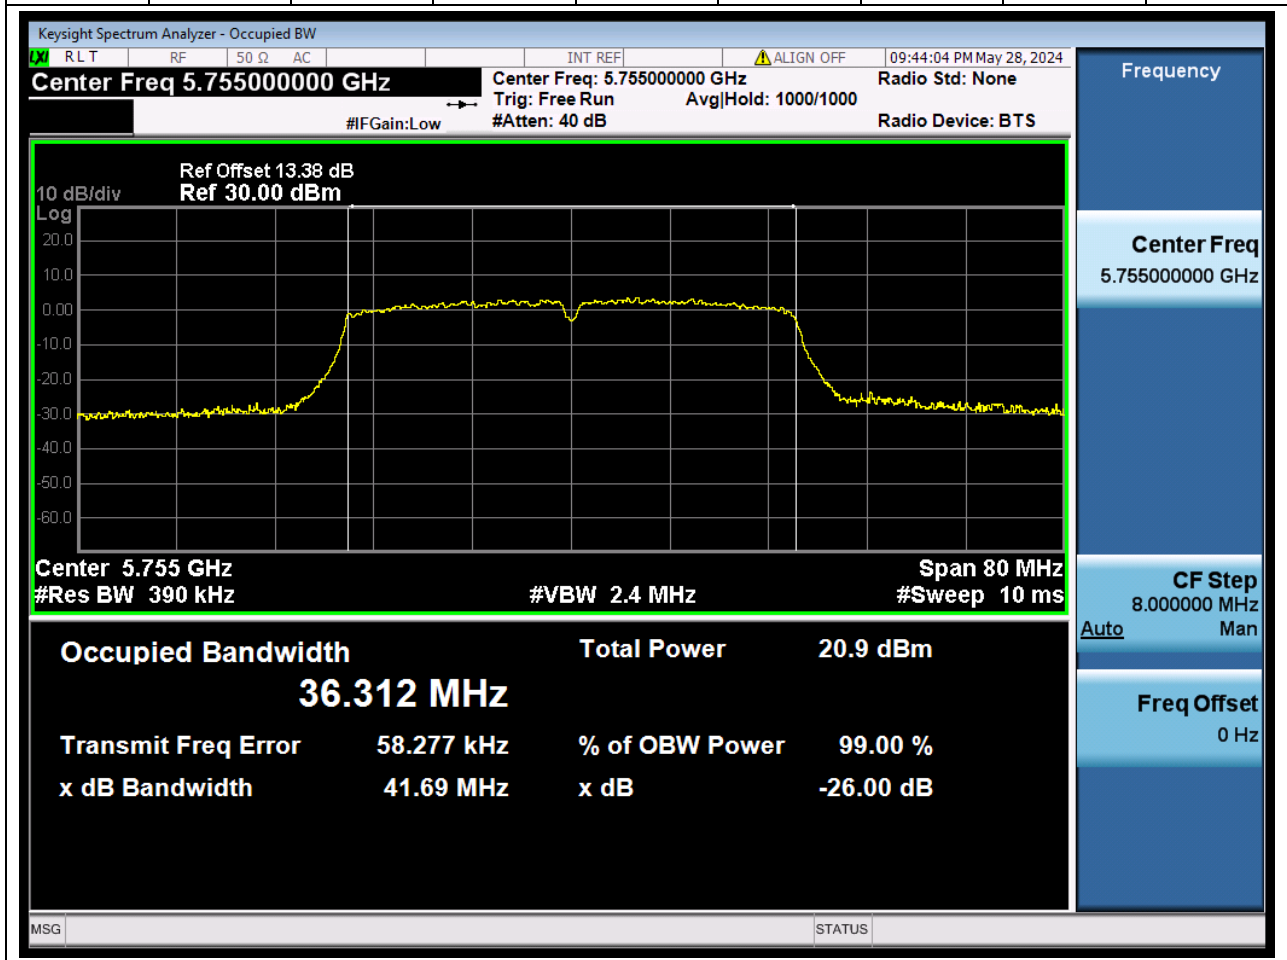 Keysight Spectrum Analyzer - Occupied BW
LXI RLT RF 50 Ω AC INT REF ALIGN OFF 09:44:04 PM May 28, 2024
Center Freq 5.755000000 GHz
Center Freq: 5.755000000 GHz
Radio Std: None
Trig: Free Run Avg|Hold: 1000/1000
#IFGain:Low
#Atten: 40 dB
Radio Device: BTS
Ref Offset 13.38 dB
10 dB/div Ref 30.00 dBm
Log
20.0
10.0
0.00
-10.0
-20.0
-30.0
-40.0
-50.0
-60.0
Center 5.755 GHz Span 80 MHz
#Res BW 390 kHz #VBW 2.4 MHz #Sweep 10 ms
Occupied Bandwidth Total Power 20.9 dBm
36.312 MHz
Transmit Freq Error 58.277 kHz % of OBW Power 99.00 %
x dB Bandwidth 41.69 MHz x dB -26.00 dB
MSG STATUS
Frequency
Center Freq
5.755000000 GHz
CF Step
8.000000 MHz
Auto Man
Freq Offset
0 Hz